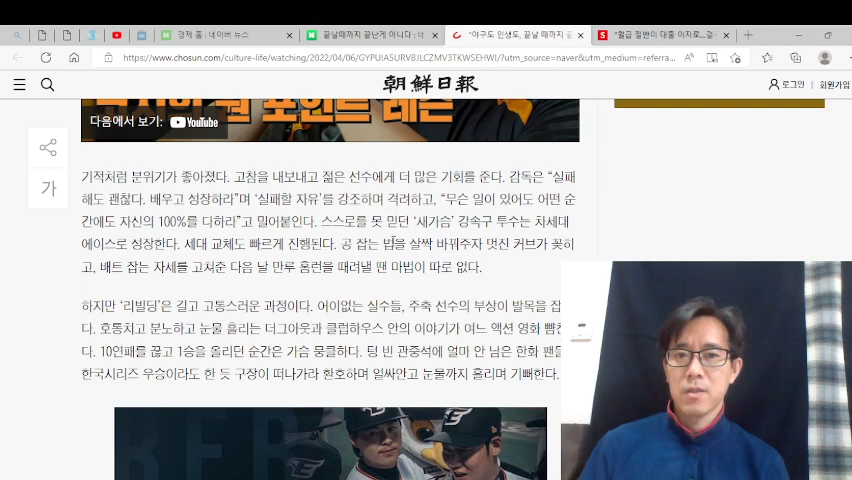 경제 홈 : 네이버 뉴스
끝날때까지 끝난게 아니다 : 네
"야구도 인생도, 끝날 때까지 끝
"월급 절반이 대출 이자로...결
https://www.chosun.com/culture-life/watching/2022/04/06/GYPUIA5URVBJLCZMV3TKWSEHWI/?utm_source=naver&utm_medium=referra...
朝鮮日報
로그인 | 회원가입
원 포인트 레슨
다음에서 보기: YouTube
가
기적처럼 분위기가 좋아졌다. 고참을 내보내고 젊은 선수에게 더 많은 기회를 준다. 감독은 “실패
해도 괜찮다. 배우고 성장하라”며 ‘실패할 자유’를 강조하며 격려하고, “무슨 일이 있어도 어떤 순
간에도 자신의 100%를 다하라”고 밀어붙인다. 스스로를 못 믿던 ‘새가슴’ 강속구 투수는 차세대
에이스로 성장한다. 세대 교체도 빠르게 진행된다. 공 잡는 법을 살짝 바꿔주자 멋진 커브가 꽂히
고, 배트 잡는 자세를 고쳐준 다음 날 만루 홈런을 때려낼 땐 마법이 따로 없다.
하지만 ‘리빌딩’은 길고 고통스러운 과정이다. 어이없는 실수들, 주축 선수의 부상이 발목을 잡
다. 호통치고 분노하고 눈물 흘리는 더그아웃과 클럽하우스 안의 이야기가 여느 액션 영화 뺨친
다. 10연패를 끊고 1승을 올리던 순간은 가슴 뭉클하다. 텅 빈 관중석에 얼마 안 남은 한화 팬들
한국시리즈 우승이라도 한 듯 구장이 떠나가라 환호하며 얼싸안고 눈물까지 흘리며 기뻐한다.